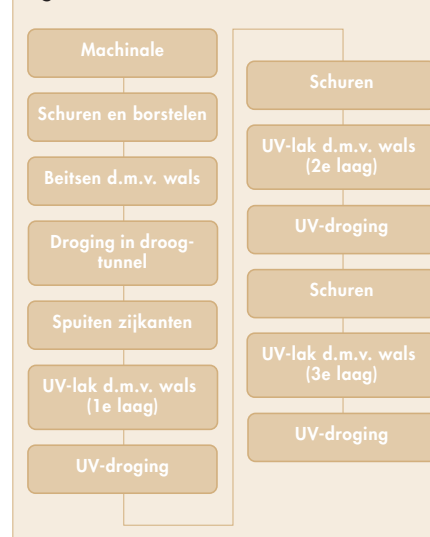 Machinale
Schuren en borstelen
Beitsen d.m.v. wals
Droging in droog-
tunnel
Spuiten zijkanten
UV-lak d.m.v. wals
(1e laag)
UV-droging
Schuren
UV-lak d.m.v. wals
(2e laag)
UV-droging
Schuren
UV-lak d.m.v. wals
(3e laag)
UV-droging